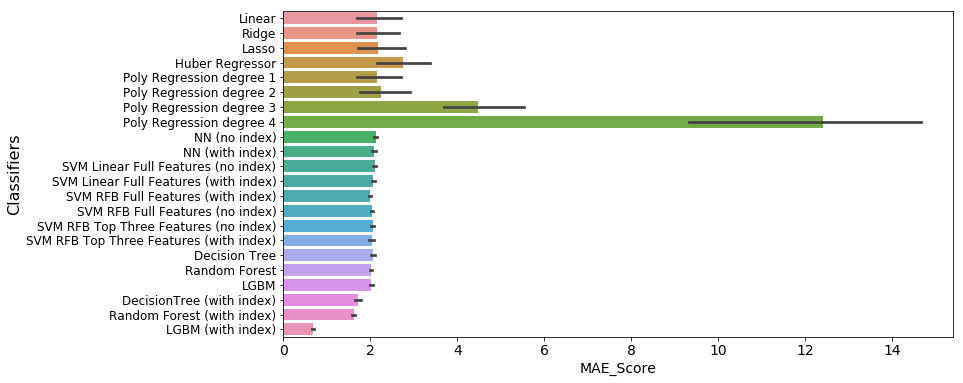 Classifiers
Linear
Ridge
Lasso
Huber Regressor
Poly Regression degree 1
Poly Regression degree 2
Poly Regression degree 3
Poly Regression degree 4
NN (no index)
NN (with index)
SVM Linear Full Features (no index)
SVM Linear Full Features (with index)
SVM RFB Full Features (with index)
SVM RFB Full Features (no index)
SVM RFB Top Three Features (no index)
SVM RFB Top Three Features (with index)
Decision Tree
Random Forest
LGBM
DecisionTree (with index)
Random Forest (with index)
LGBM (with index)
0 2 4 6 8 10 12 14
MAE_Score